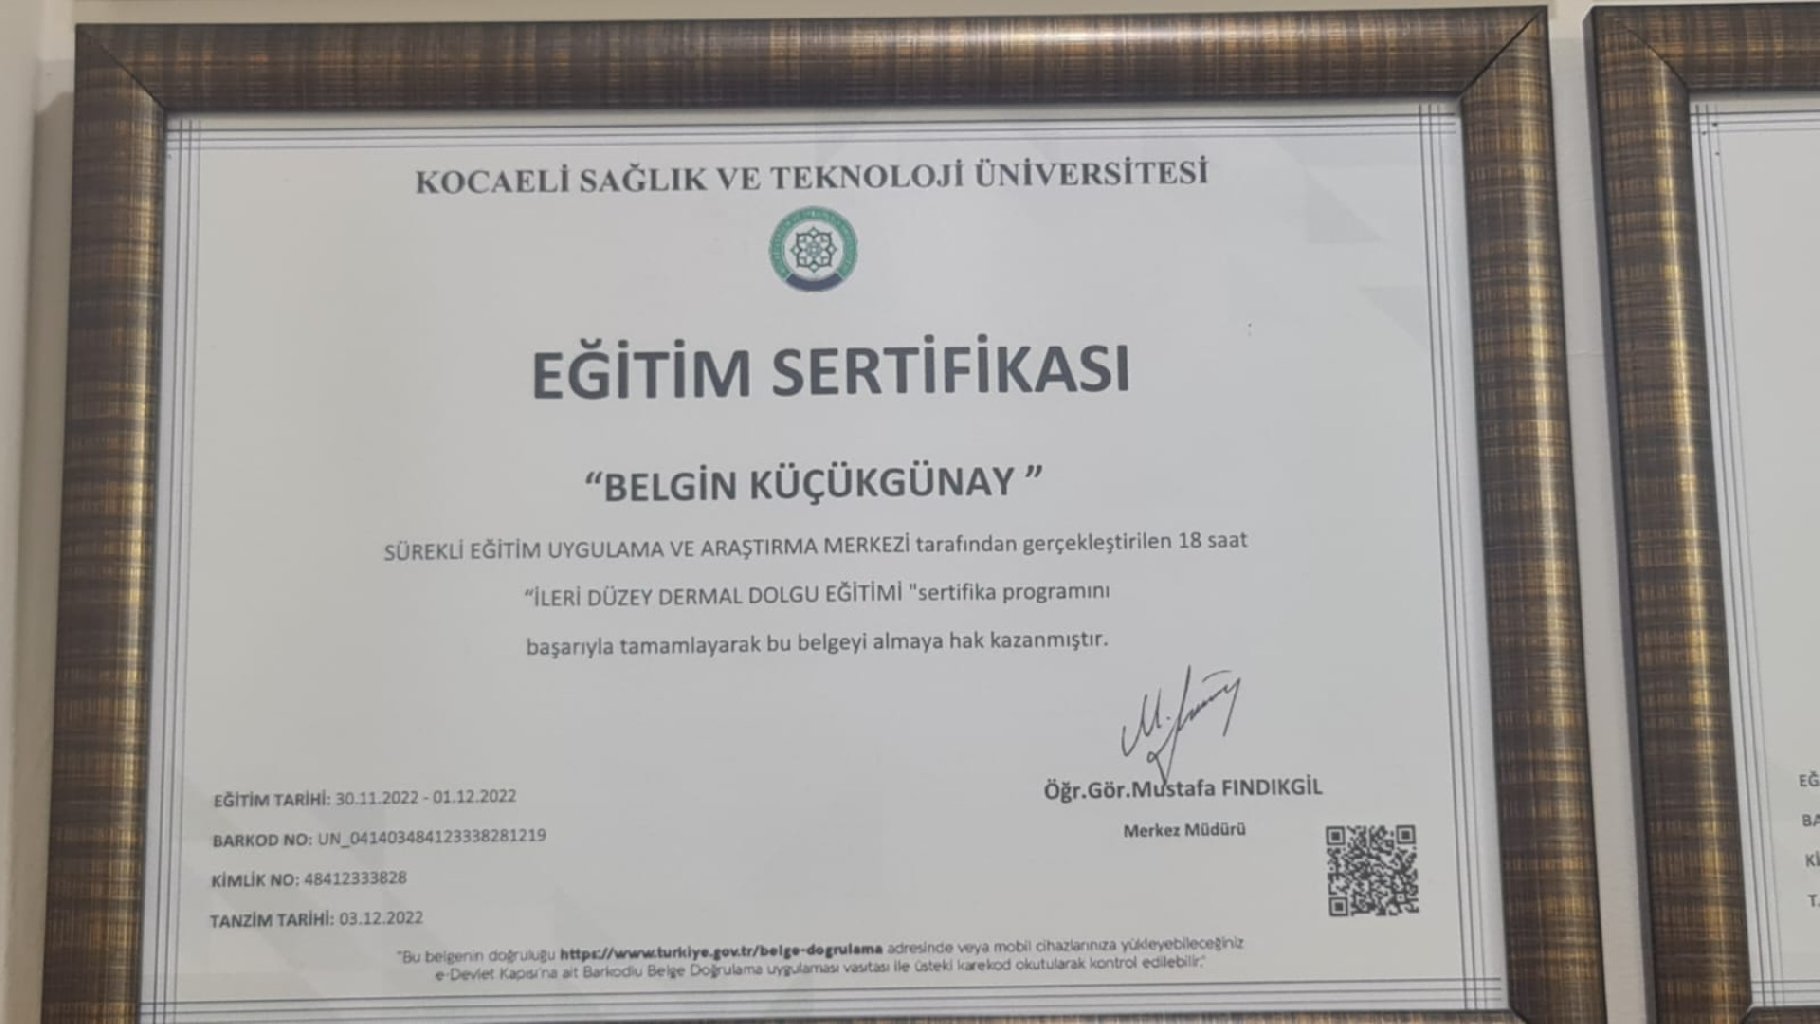 KOCAELİ SAĞLIK VE TEKNOLOJİ ÜNİVERSİTESİ
EĞİTİM SERTİFİKASI
“BELGİN KÜÇÜKGÜNAY ”
SÜREKLİ EĞİTİM UYGULAMA VE ARAŞTIRMA MERKEZİ tarafından gerçekleştirilen 18 saat
“İLERİ DÜZEY DERMAL DOLGU EĞİTİMİ "sertifika programını
başarıyla tamamlayarak bu belgeyi almaya hak kazanmıştır.
Öğr.Gör.Mustafa FINDIKGİL
Merkez Müdürü
EĞİTİM TARİHİ: 30.11.2022 - 01.12.2022
BARKOD NO: UN_041403484123338281219
KİMLİK NO: 48412333828
TANZİM TARİHİ: 03.12.2022
"Bu belgenin doğruluğu https://www.turkiye.gov.tr/belge-dogrulama adresinde veya mobil cihazlarınıza yükleyebileceğiniz
e-Devlet Kapısı'na ait Barkodlu Belge Doğrulama uygulaması vasıtası ile üsteki karekod okutularak kontrol edilebilir."
EĞ
BA
Kİ
T